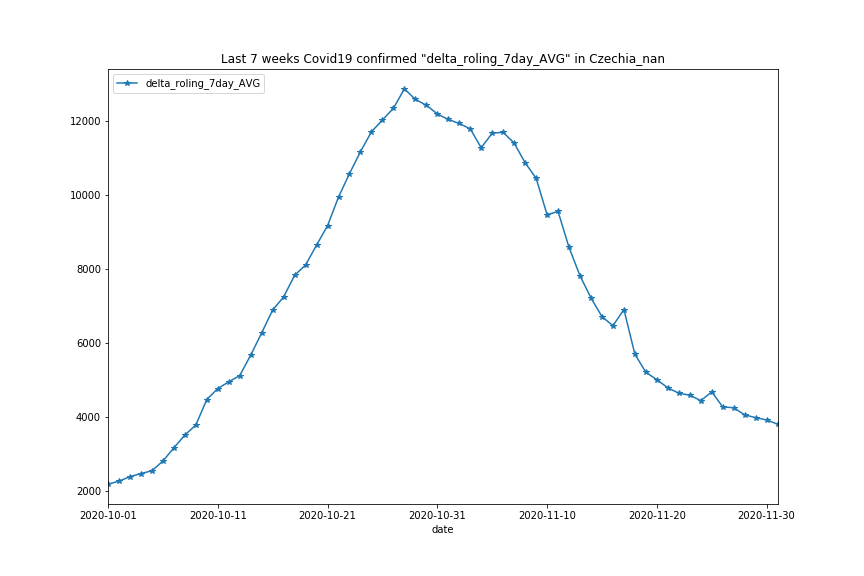 Last 7 weeks Covid19 confirmed "delta_roling_7day_AVG" in Czechia_nan
delta_roling_7day_AVG
12000
10000
8000
6000
4000
2000
2020-10-01 2020-10-11 2020-10-21 2020-10-31 2020-11-10 2020-11-20 2020-11-30
date